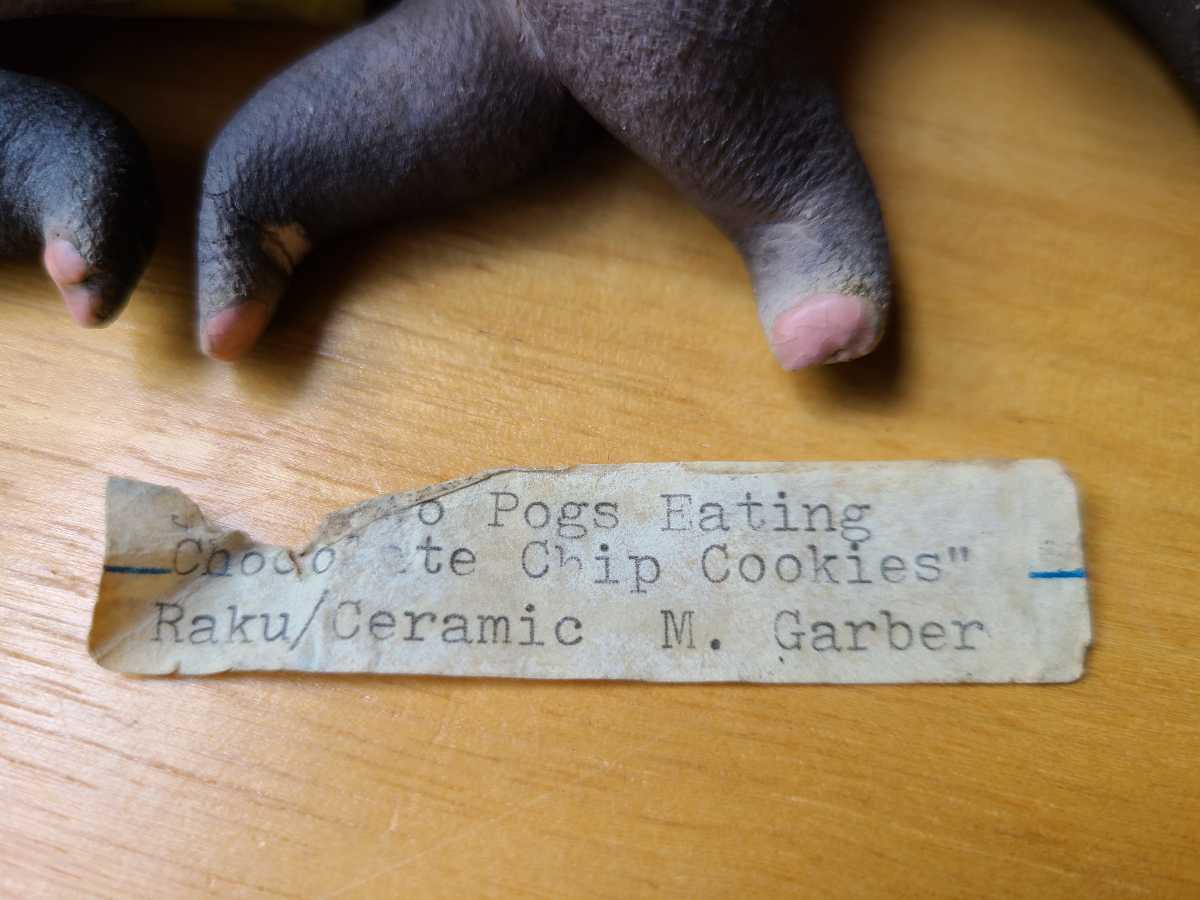 Pogs Eating
Chocolate Chip Cookies"
Raku/Ceramic M. Garber